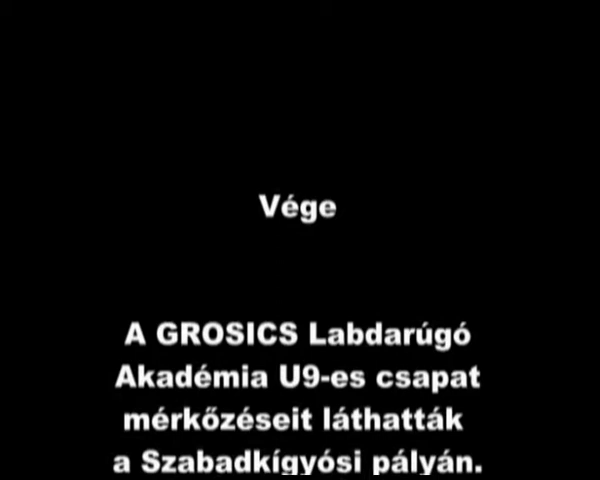 Vége
A GROSICS Labdarúgó
Akadémia U9-es csapat
mérkőzéseit láthatták
a Szabadkígyósi pályán.